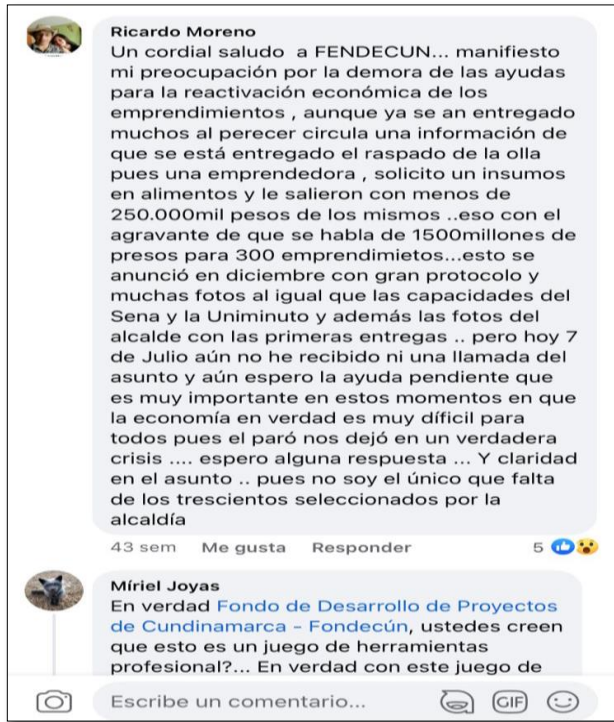 Ricardo Moreno
Un cordial saludo a FENDECUN... manifiesto
mi preocupación por la demora de las ayudas
para la reactivación económica de los
emprendimientos , aunque ya se an entregado
muchos al perecer circula una información de
que se está entregado el raspado de la olla
pues una emprendedora , solicito un insumos
en alimentos y le salieron con menos de
250.000mil pesos de los mismos ..eso con el
agravante de que se habla de 1500millones de
presos para 300 emprendimietos...esto se
anunció en diciembre con gran protocolo y
muchas fotos al igual que las capacidades del
Sena y la Uniminuto y además las fotos del
alcalde con las primeras entregas .. pero hoy 7
de Julio aún no he recibido ni una llamada del
asunto y aún espero la ayuda pendiente que
es muy importante en estos momentos en que
la economía en verdad es muy díficil para
todos pues el paró nos dejó en un verdadera
crisis .... espero alguna respuesta ... Y claridad
en el asunto .. pues no soy el único que falta
de los trescientos seleccionados por la
alcaldía
43 sem Me gusta Responder 5
Míriel Joyas
En verdad Fondo de Desarrollo de Proyectos
de Cundinamarca - Fondecún, ustedes creen
que esto es un juego de herramientas
profesional?... En verdad con este juego de
Escribe un comentario... GIF